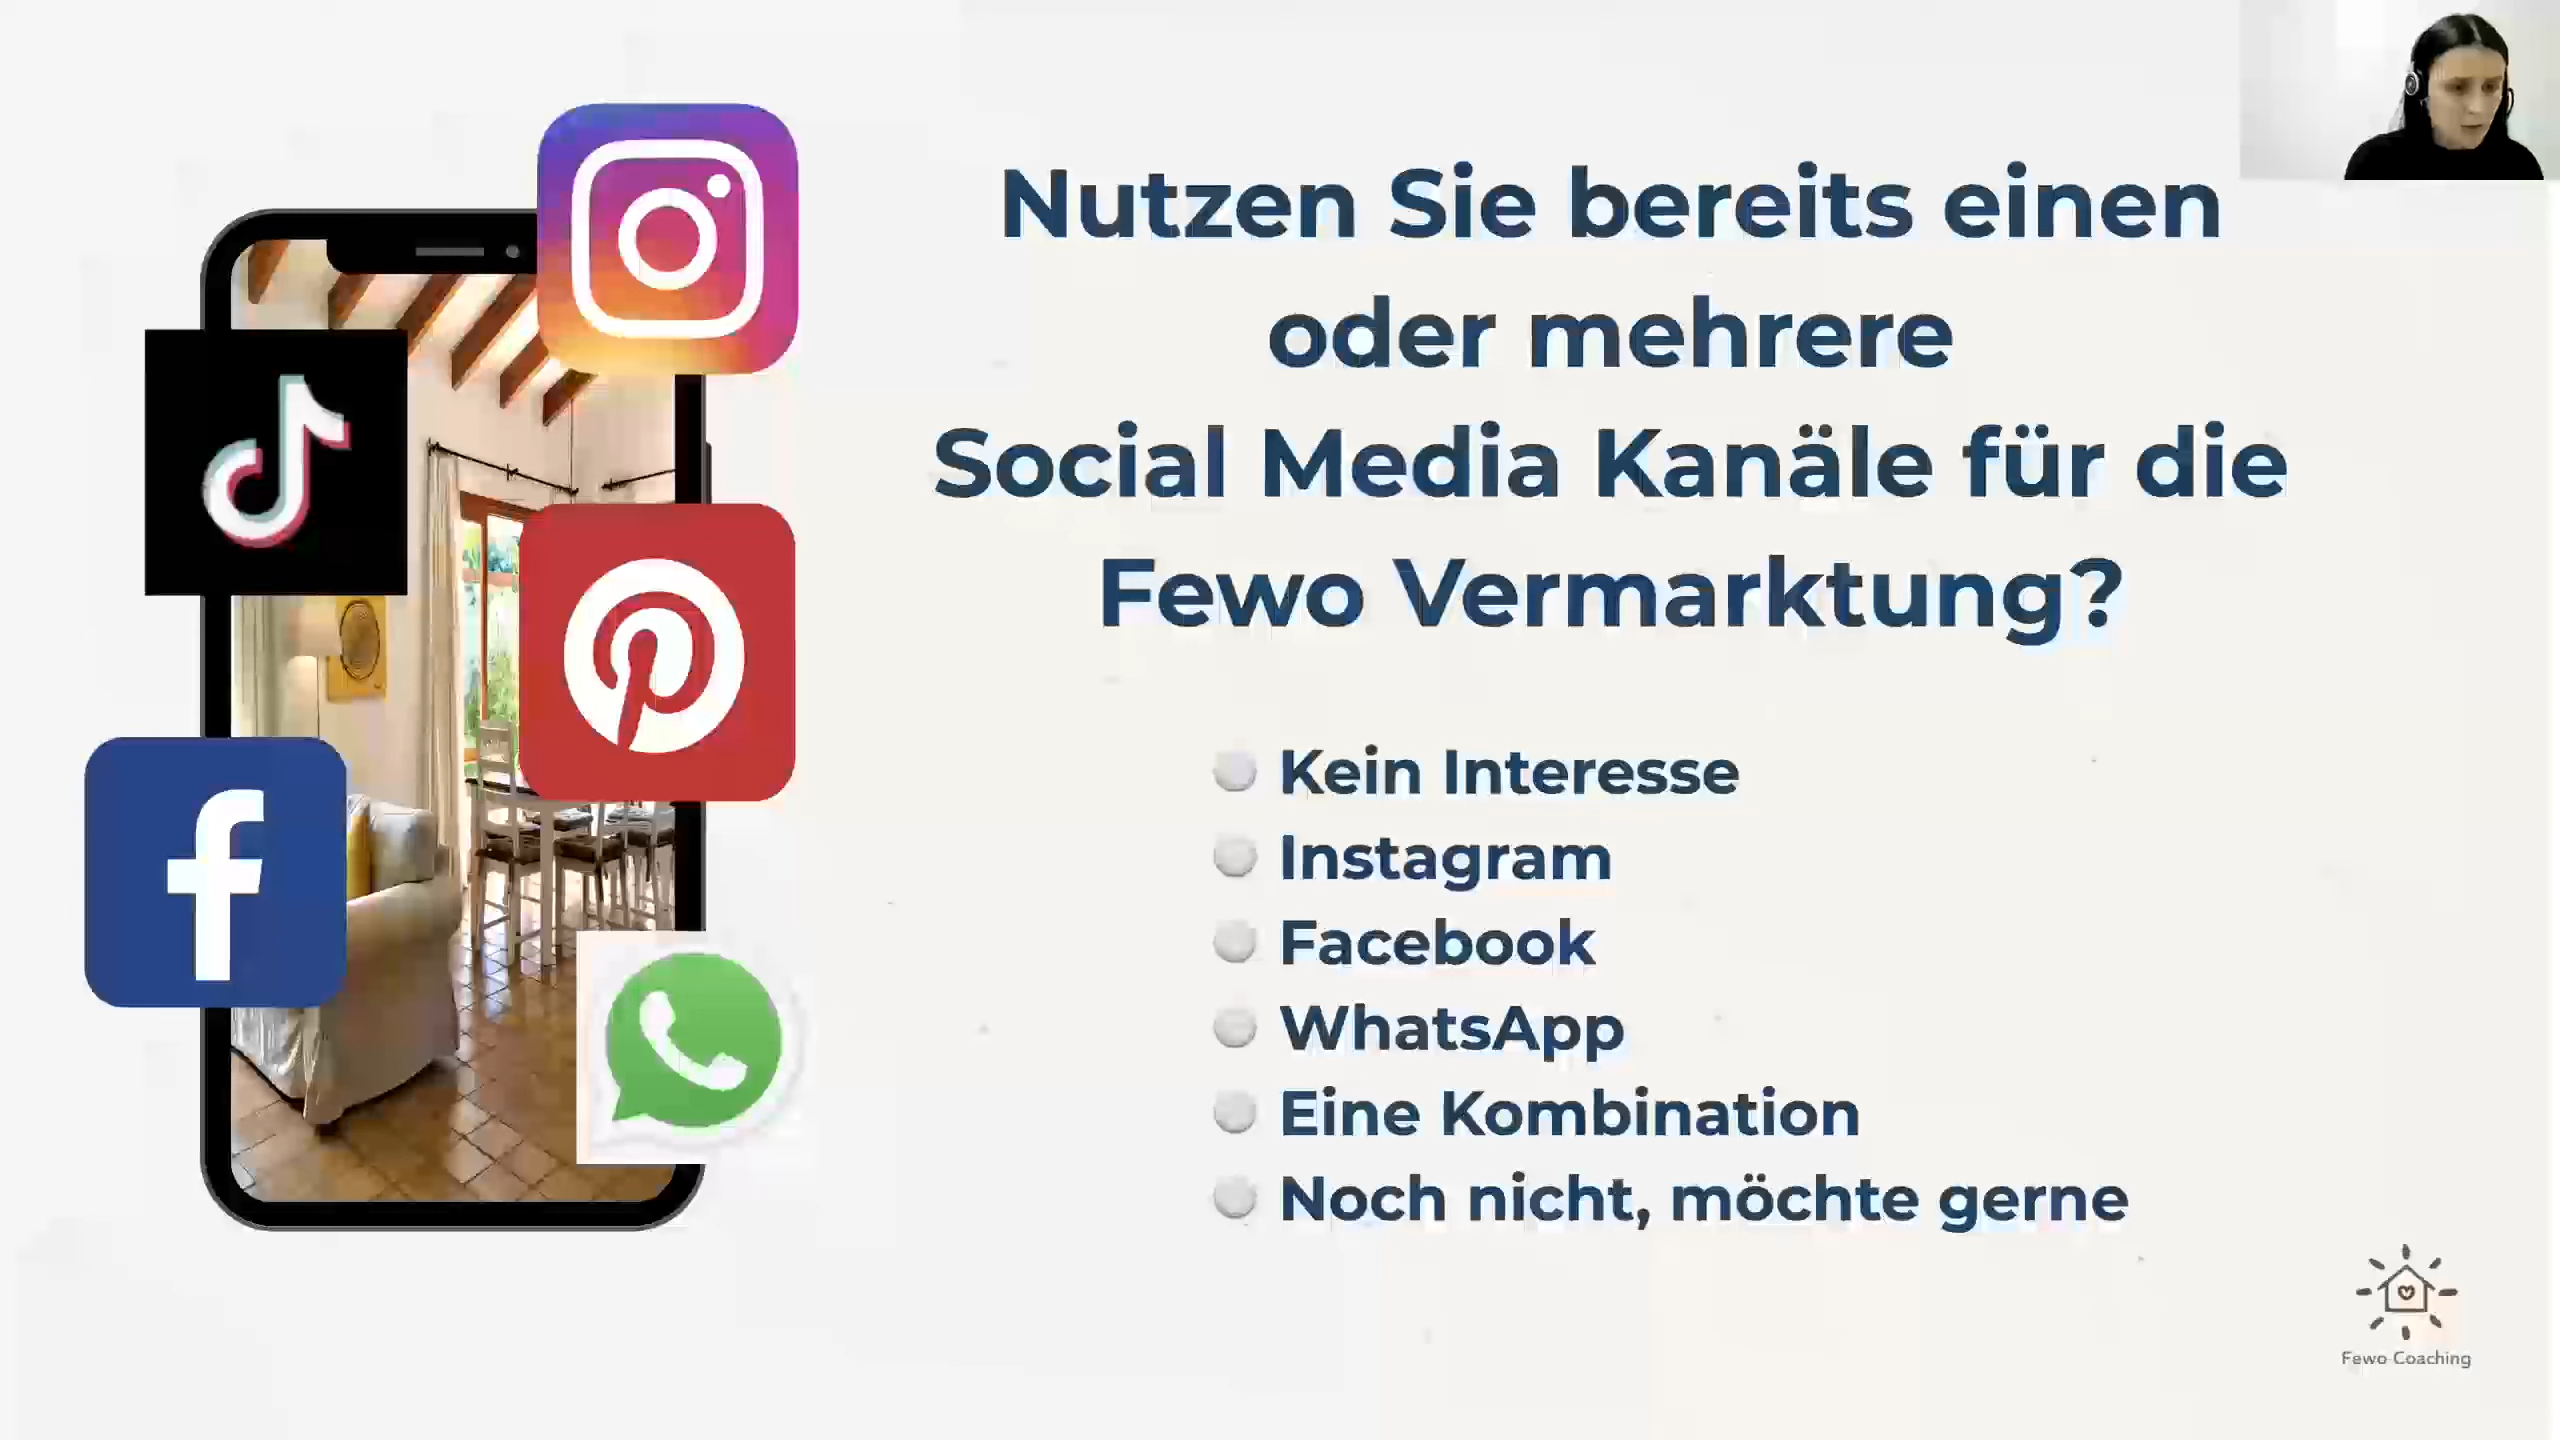 Nutzen Sie bereits einen
oder mehrere
Social Media Kanäle für die
Fewo Vermarktung?
Kein Interesse
Instagram
Facebook
WhatsApp
Eine Kombination
Noch nicht, möchte gerne
Fewo Coaching